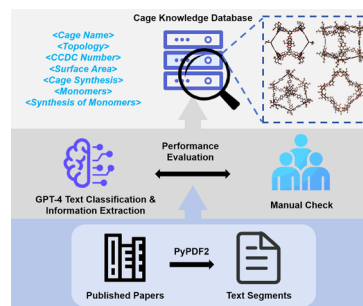 Cage Knowledge Database
<Cage Name>
<Topology>
<CCDC Number>
<Surface Area>
<Cage Synthesis>
<Monomers>
<Synthesis of Monomers>
Performance
Evaluation
GPT-4 Text Classification &
Information Extraction
Manual Check
PyPDF2
Published Papers
Text Segments